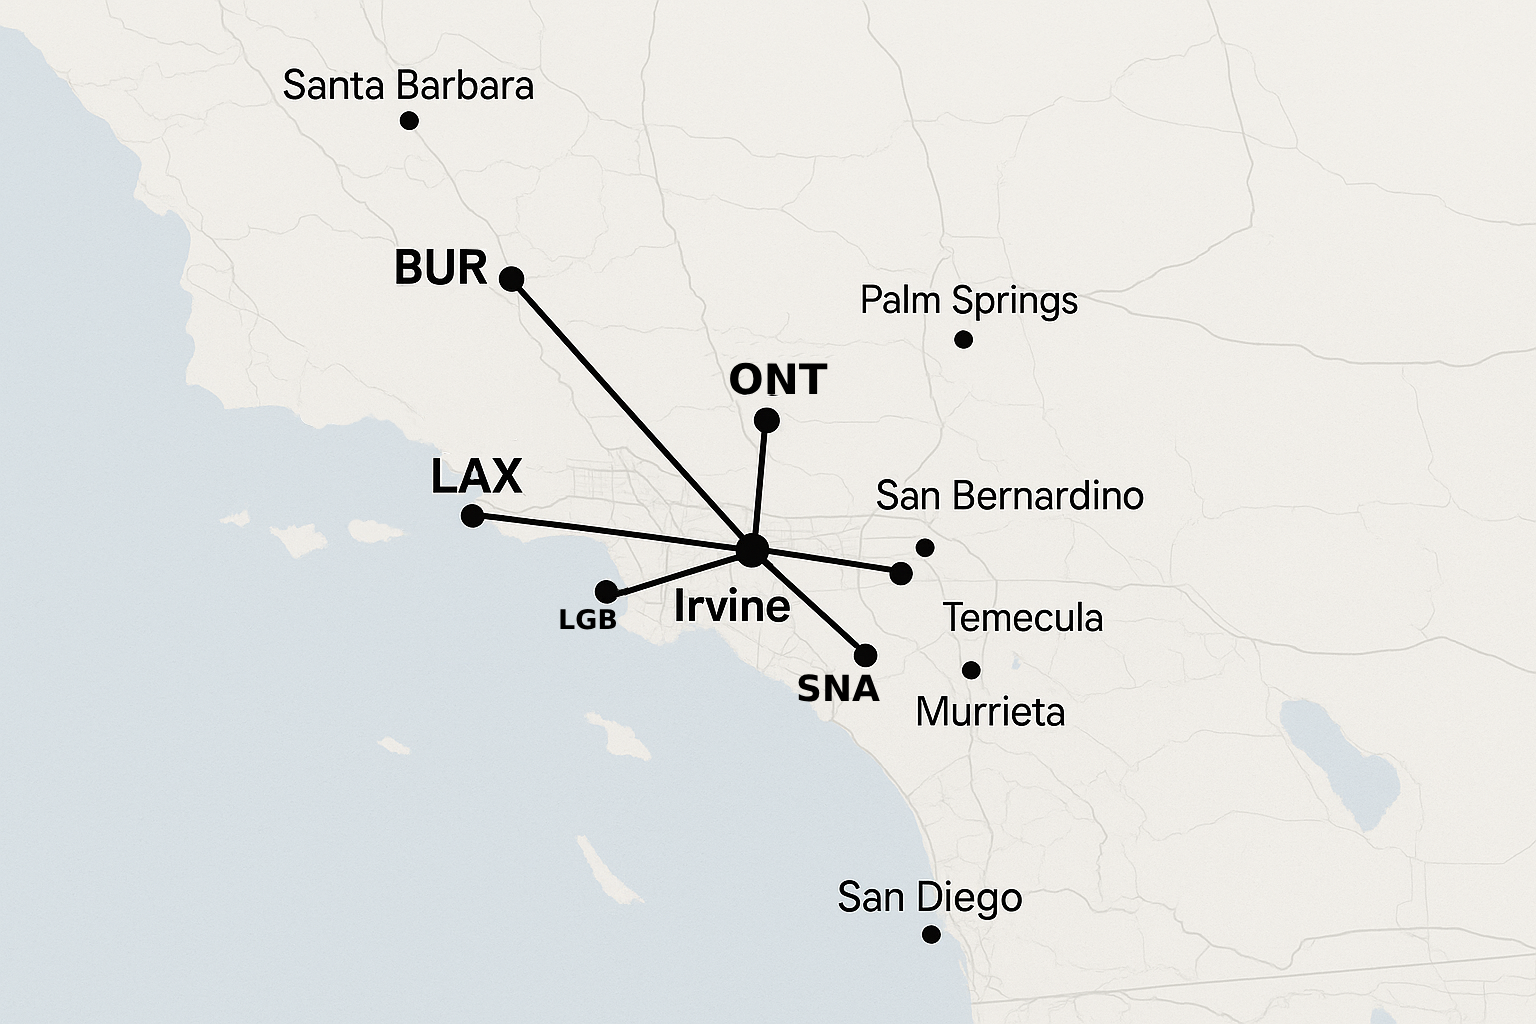 Santa Barbara
BUR
Palm Springs
ONT
LAX
San Bernardino
Irvine
LGB
Temecula
SNA
Murrieta
San Diego